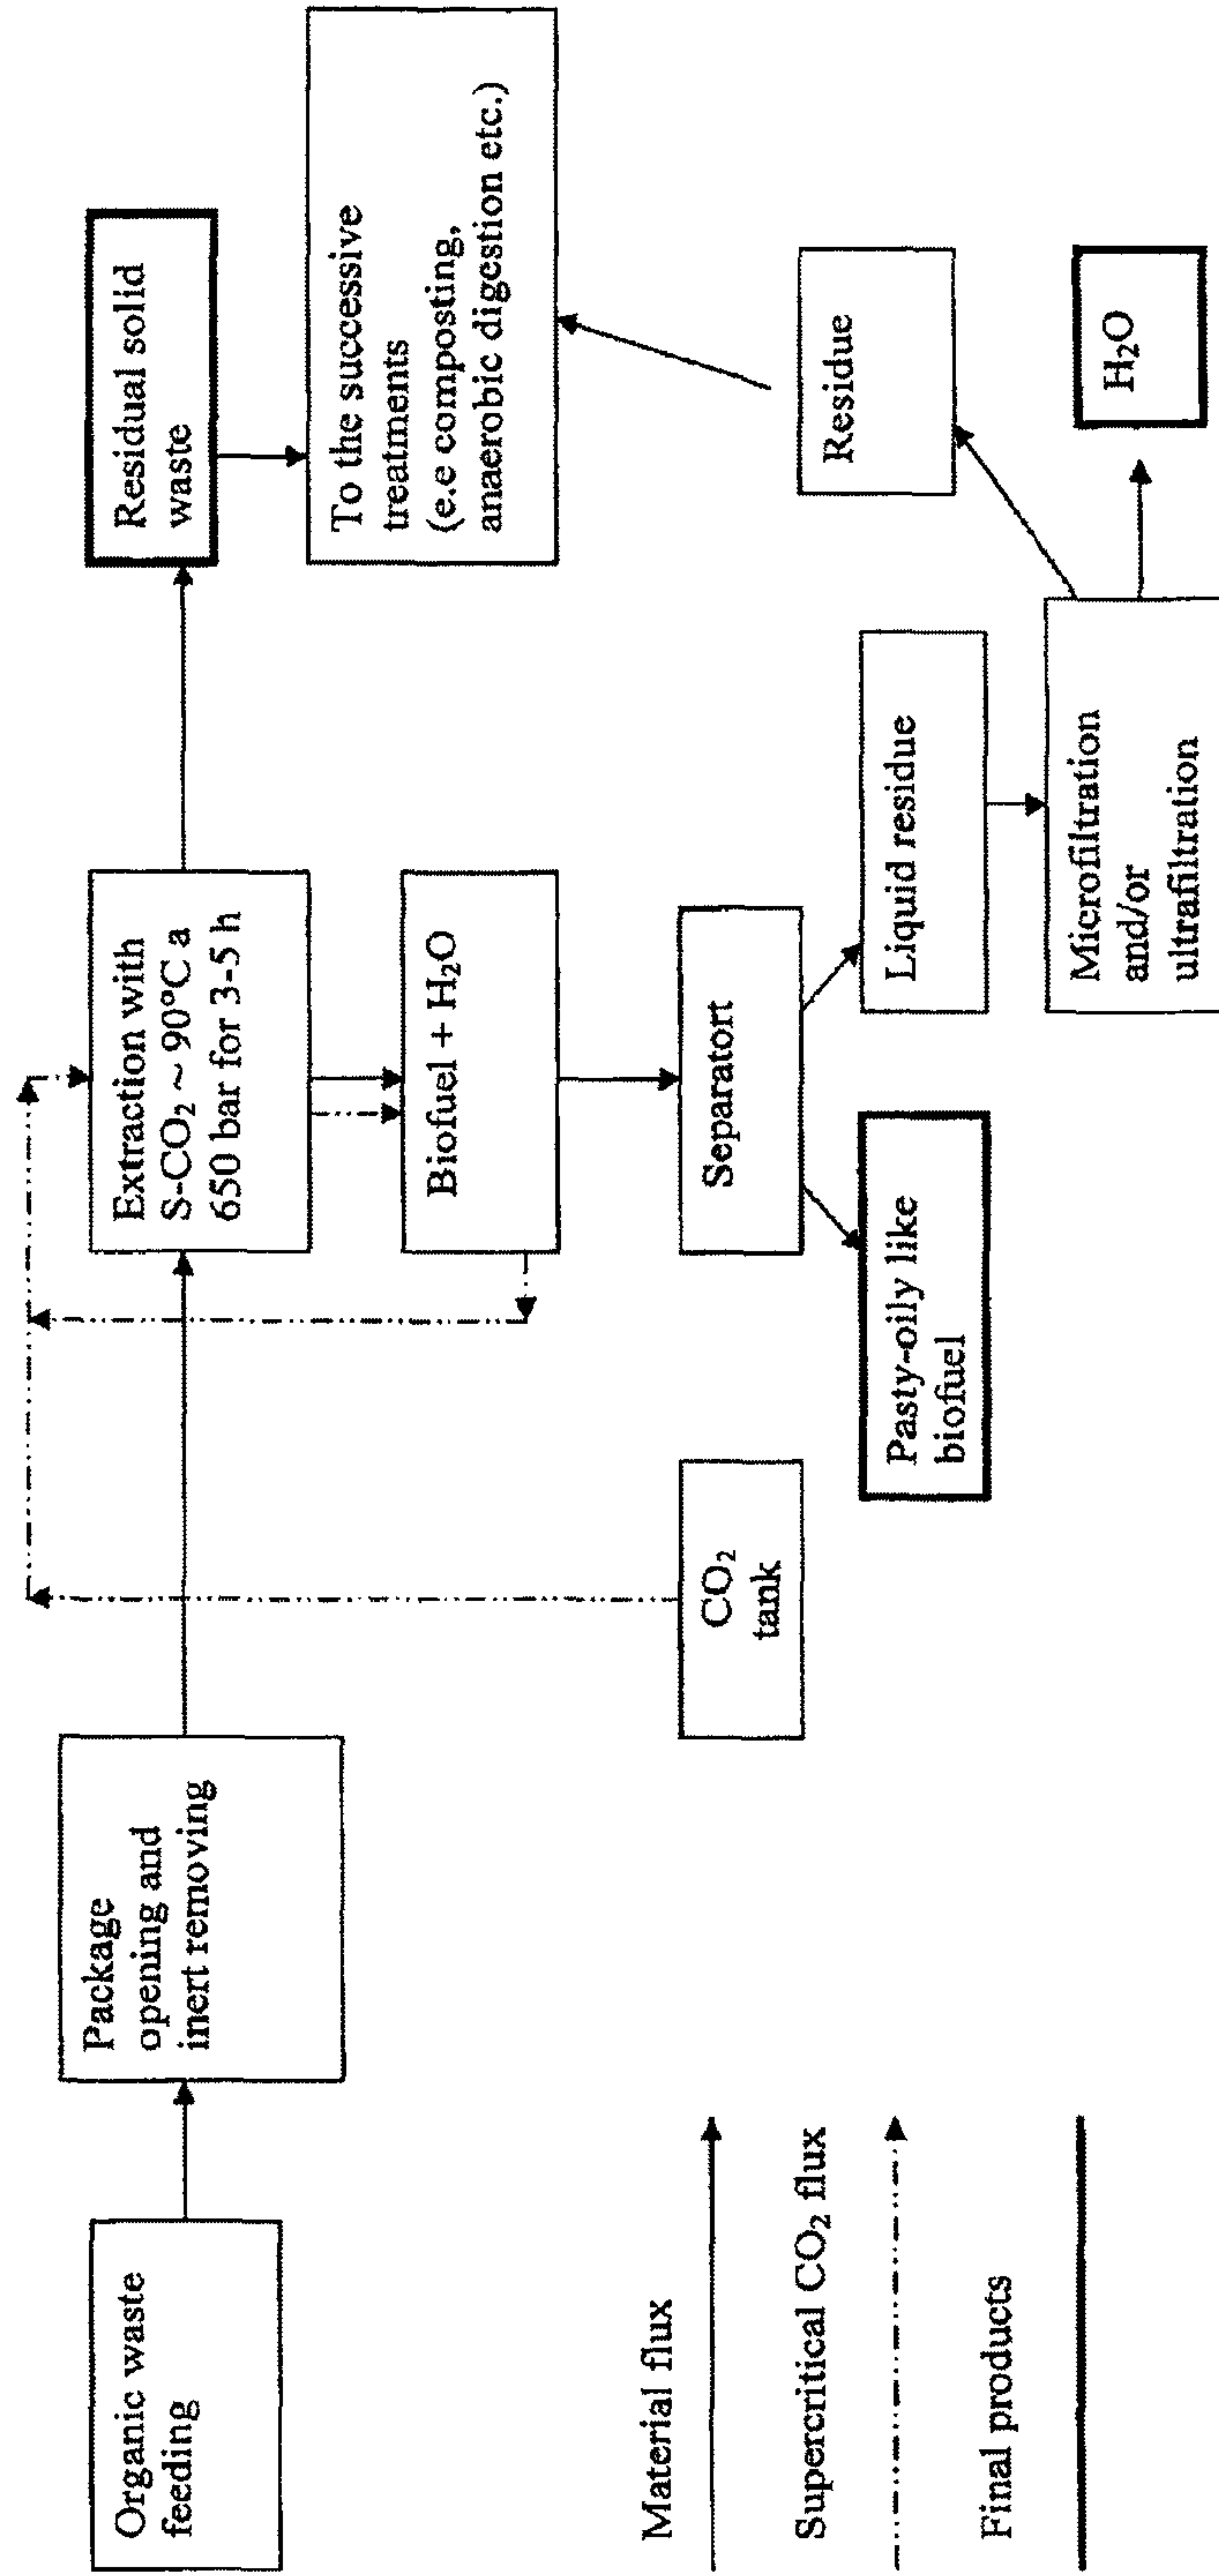 Organic waste
feeding
Package
opening and
inert removing
Extraction with
S-CO₂ ~ 90°C a
650 bar for 3-5 h
Residual solid
waste
To the successive
treatments
(e.e composting,
anaerobic digestion etc.)
Biofuel + H₂O
CO₂
tank
Separator
Residue
Pasty-oily like
biofuel
Liquid residue
Microfiltration
and/or
ultrafiltration
H₂O
Material flux
Supercritical CO₂ flux
Final products